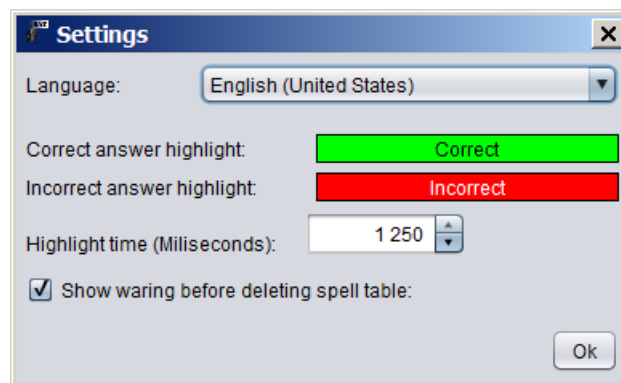 Settings
Language: English (United States)
Correct answer highlight: Correct
Incorrect answer highlight: Incorrect
Highlight time (Miliseconds): 1 250
Show waring before deleting spell table:
Ok